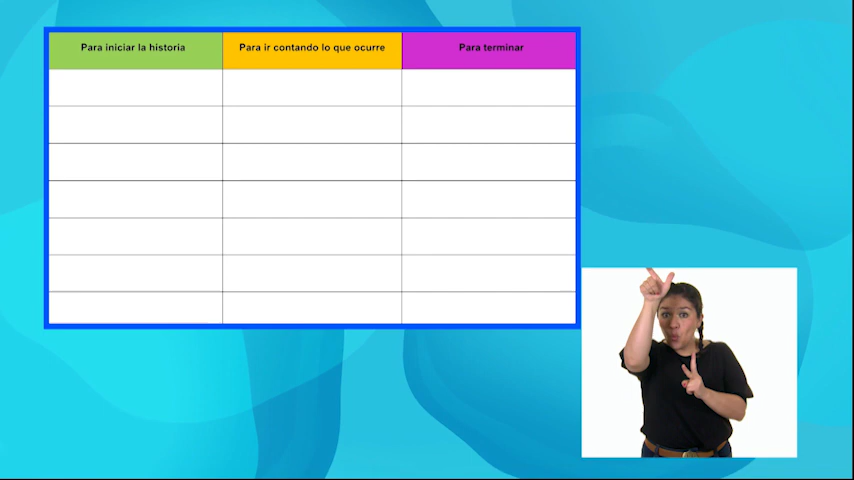 Para iniciar la historia
Para ir contando lo que ocurre
Para terminar